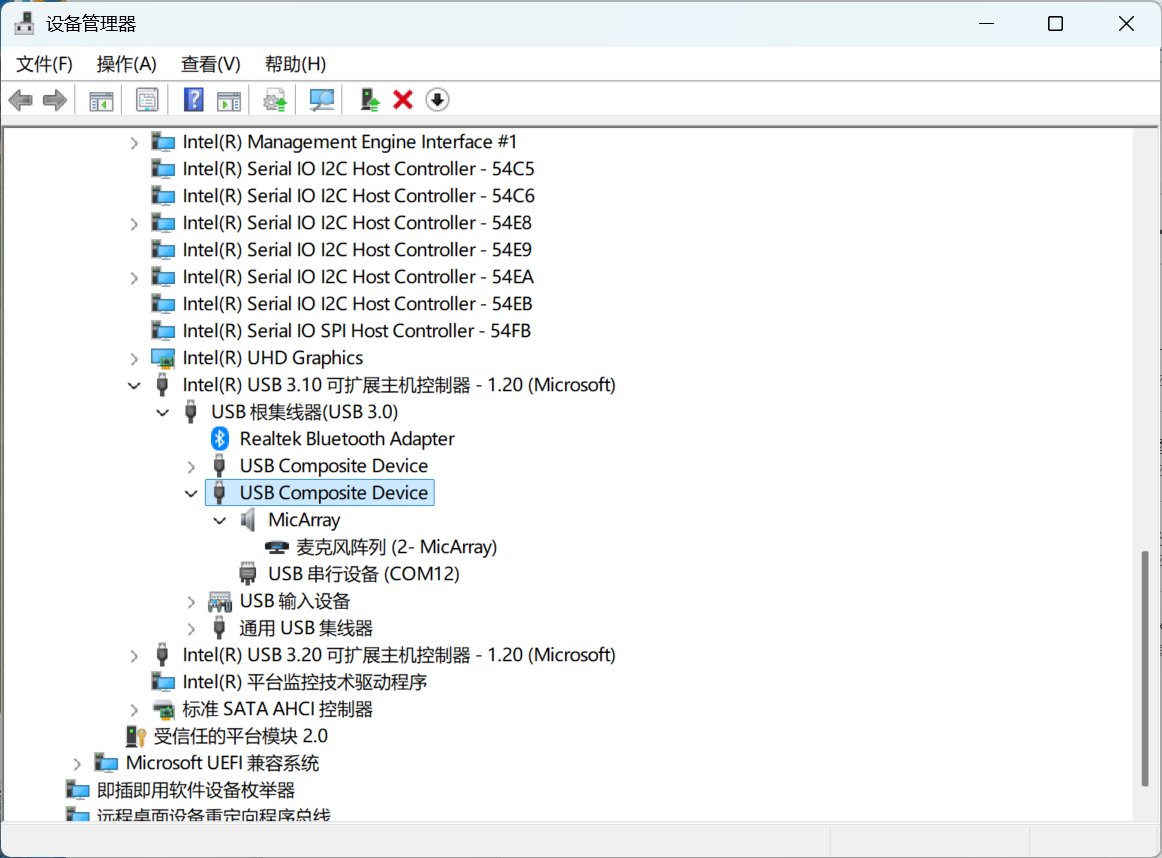 设备管理器
文件(F) 操作(A) 查看(V) 帮助(H)
Intel(R) Management Engine Interface #1
Intel(R) Serial IO I2C Host Controller - 54C5
Intel(R) Serial IO I2C Host Controller - 54C6
Intel(R) Serial IO I2C Host Controller - 54E8
Intel(R) Serial IO I2C Host Controller - 54E9
Intel(R) Serial IO I2C Host Controller - 54EA
Intel(R) Serial IO I2C Host Controller - 54EB
Intel(R) Serial IO SPI Host Controller - 54FB
Intel(R) UHD Graphics
Intel(R) USB 3.10 可扩展主机控制器 - 1.20 (Microsoft)
USB 根集线器(USB 3.0)
Realtek Bluetooth Adapter
USB Composite Device
USB Composite Device
MicArray
麦克风阵列 (2- MicArray)
USB 串行设备 (COM12)
USB 输入设备
通用 USB 集线器
Intel(R) USB 3.20 可扩展主机控制器 - 1.20 (Microsoft)
Intel(R) 平台监控技术驱动程序
标准 SATA AHCI 控制器
受信任的平台模块 2.0
Microsoft UEFI 兼容系统
即插即用软件设备枚举器
远程桌面设备重定向程序总线